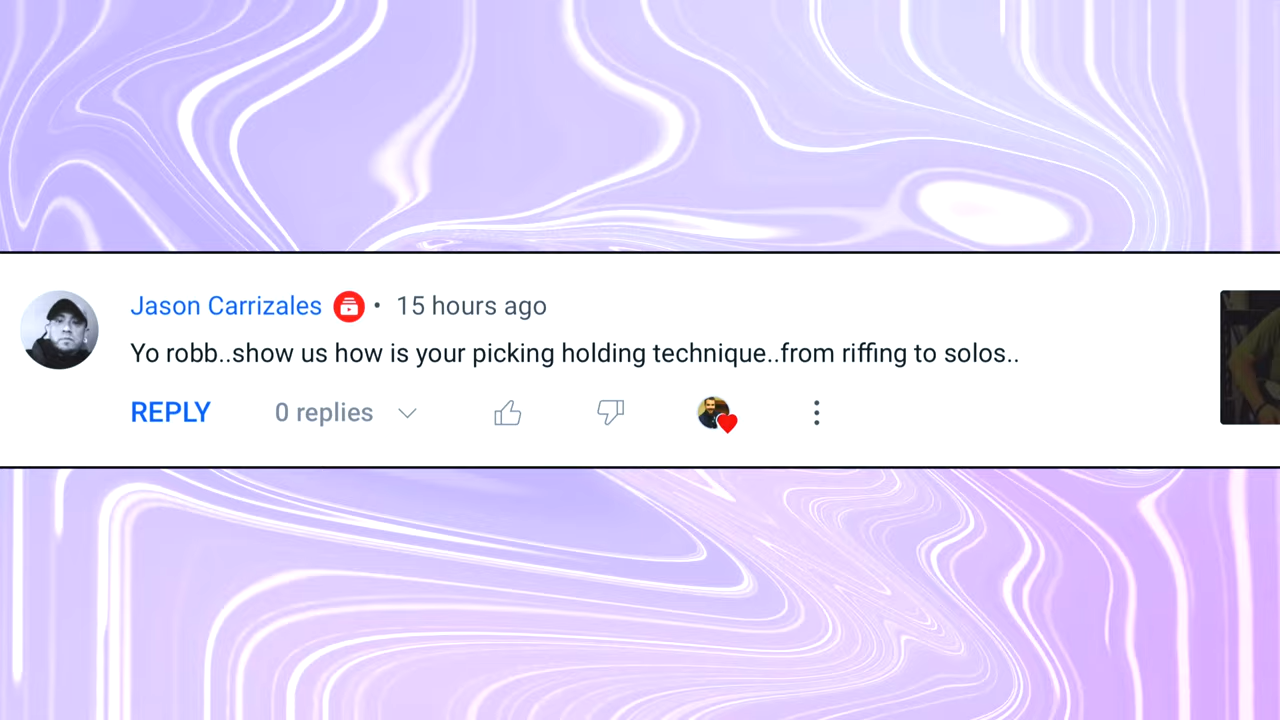 Jason Carrizales • 15 hours ago
Yo robb..show us how is your picking holding technique..from riffing to solos..
REPLY 0 replies